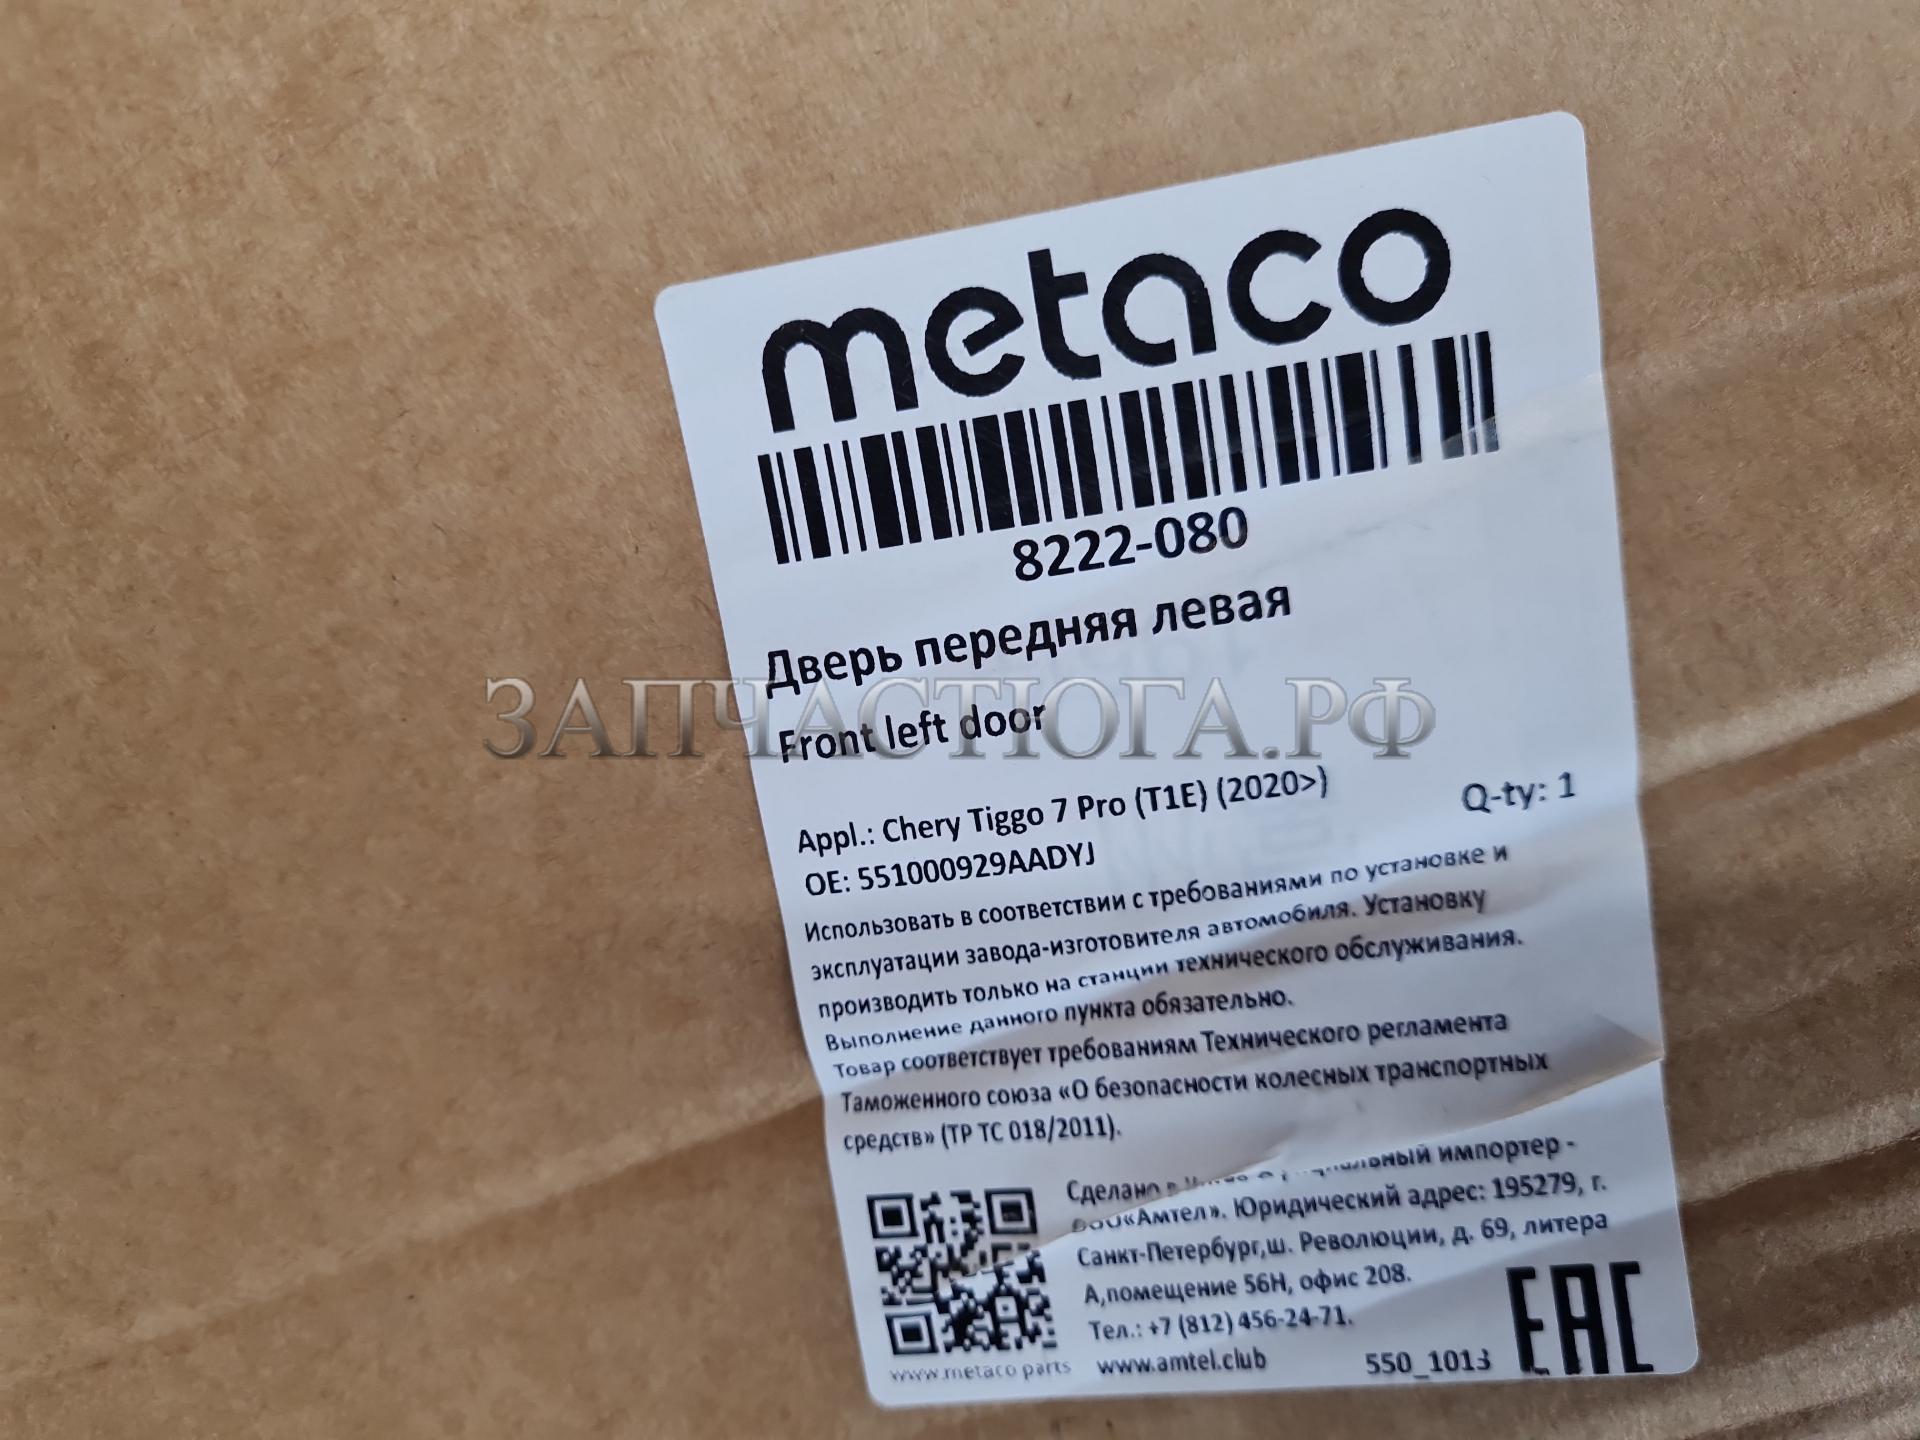 metaco
8222-080
Дверь передняя левая
ЗАПЧАСТЮГА.РФ
Front left door
Appl.: Chery Tiggo 7 Pro (T1E) (2020>)
Q-ty: 1
OE: 551000929AADYJ
Использовать в соответствии с требованиями по установке и
эксплуатации завода-изготовителя автомобиля. Установку
производить только на станции технического обслуживания.
Выполнение данного пункта обязательно.
Товар соответствует требованиям Технического регламента
Таможенного союза «О безопасности колесных транспортных
средств» (ТР ТС 018/2011).
Сделано в импортер -
ООО«Амтел». Юридический адрес: 195279, г.
Санкт-Петербург,ш. Революции, д. 69, литера
А,помещение 56Н, офис 208.
Тел.: +7 (812) 456-24-71.
www.metaco parts
www.amtel.club
550_1013
EAC